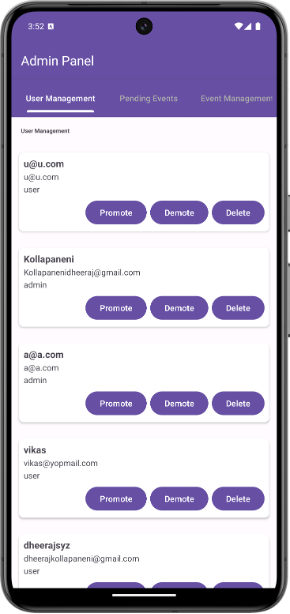 3:52
Admin Panel
User Management Pending Events Event Management
User Management
u@u.com
u@u.com
user
Promote Demote Delete
Kollapaneni
Kollapanenidheeraj@gmail.com
admin
Promote Demote Delete
a@a.com
a@a.com
admin
Promote Demote Delete
vikas
vikas@yopmail.com
user
Promote Demote Delete
dheerajsyz
dheerajkollapaneni@gmail.com
user